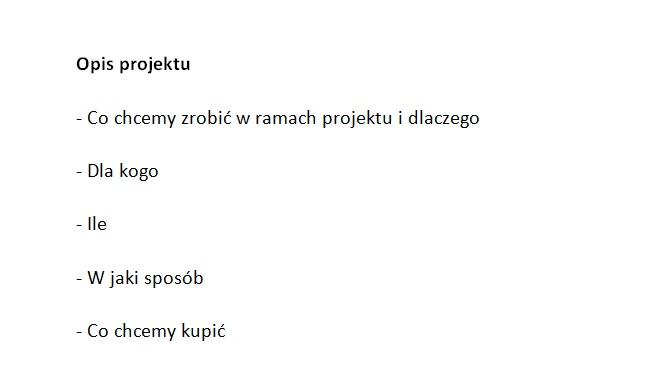 Opis projektu
- Co chcemy zrobić w ramach projektu i dlaczego
- Dla kogo
- Ile
- W jaki sposób
- Co chcemy kupić